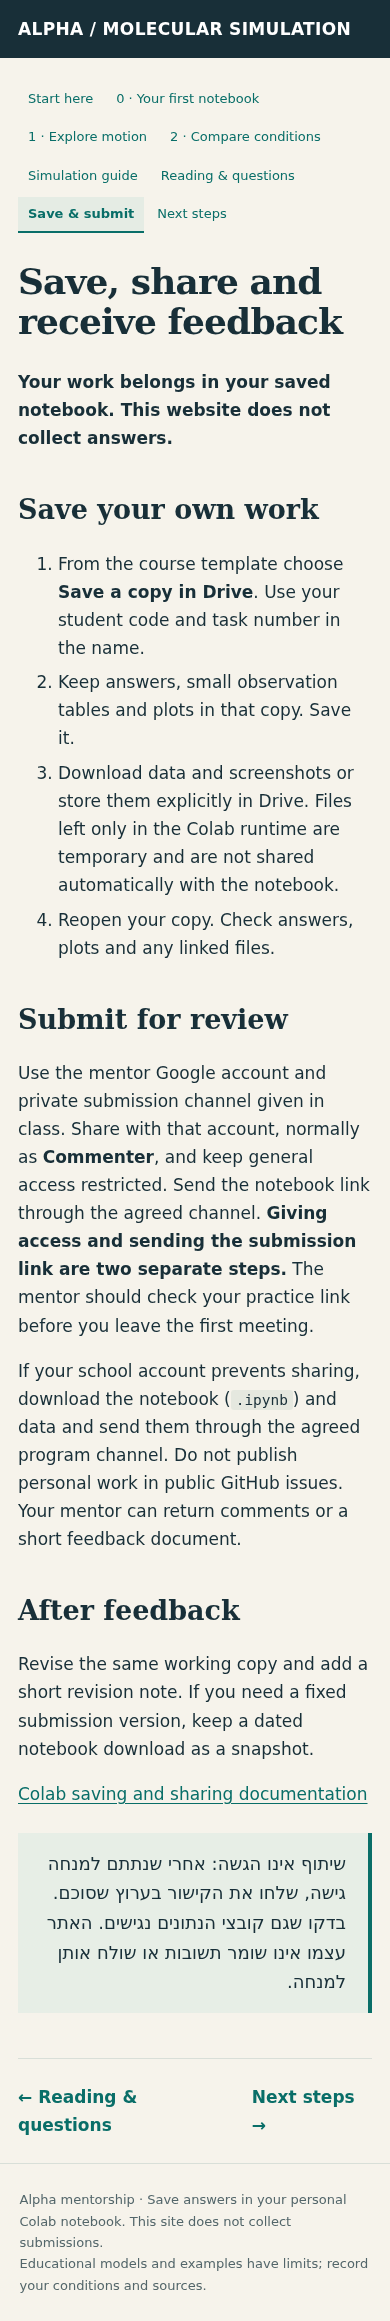 ALPHA / MOLECULAR SIMULATION
Start here 0 · Your first notebook
1 · Explore motion 2 · Compare conditions
Simulation guide Reading & questions
Save & submit Next steps
Save, share and
receive feedback
Your work belongs in your saved
notebook. This website does not
collect answers.
Save your own work
1. From the course template choose
Save a copy in Drive. Use your
student code and task number in
the name.
2. Keep answers, small observation
tables and plots in that copy. Save
it.
3. Download data and screenshots or
store them explicitly in Drive. Files
left only in the Colab runtime are
temporary and are not shared
automatically with the notebook.
4. Reopen your copy. Check answers,
plots and any linked files.
Submit for review
Use the mentor Google account and
private submission channel given in
class. Share with that account, normally
as Commenter, and keep general
access restricted. Send the notebook link
through the agreed channel. Giving
access and sending the submission
link are two separate steps. The
mentor should check your practice link
before you leave the first meeting.
If your school account prevents sharing,
download the notebook (.ipynb) and
data and send them through the agreed
program channel. Do not publish
personal work in public GitHub issues.
Your mentor can return comments or a
short feedback document.
After feedback
Revise the same working copy and add a
short revision note. If you need a fixed
submission version, keep a dated
notebook download as a snapshot.
Colab saving and sharing documentation
שיתוף אינו הגשה: אחרי שנתתם למנחה
גישה, שלחו את הקישור בערוץ שסוכם.
בדקו שגם קובצי הנתונים נגישים. האתר
עצמו אינו שומר תשובות או שולח אותן
למנחה.
← Reading &
questions
Next steps
→
Alpha mentorship · Save answers in your personal
Colab notebook. This site does not collect
submissions.
Educational models and examples have limits; record
your conditions and sources.